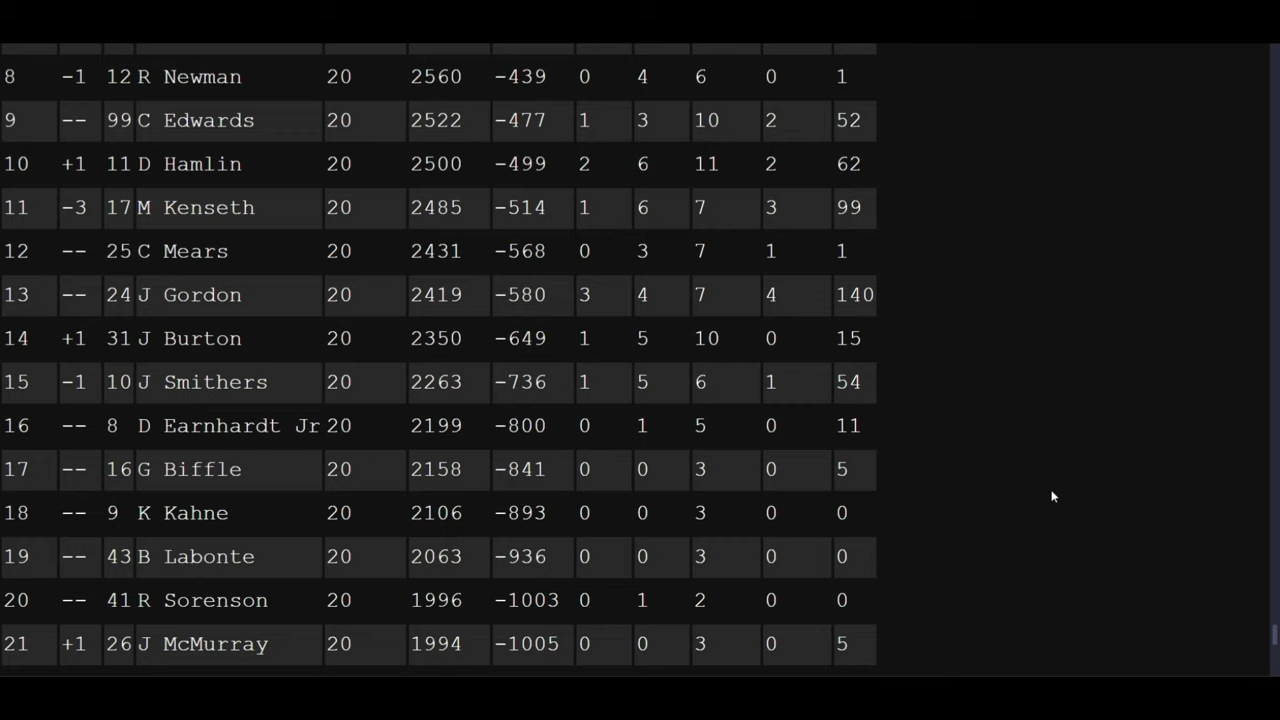 8 -1 12 R Newman 20 2560 -439 0 4 6 0 1
9 -- 99 C Edwards 20 2522 -477 1 3 10 2 52
10 +1 11 D Hamlin 20 2500 -499 2 6 11 2 62
11 -3 17 M Kenseth 20 2485 -514 1 6 7 3 99
12 -- 25 C Mears 20 2431 -568 0 3 7 1 1
13 -- 24 J Gordon 20 2419 -580 3 4 7 4 140
14 +1 31 J Burton 20 2350 -649 1 5 10 0 15
15 -1 10 J Smithers 20 2263 -736 1 5 6 1 54
16 -- 8 D Earnhardt Jr 20 2199 -800 0 1 5 0 11
17 -- 16 G Biffle 20 2158 -841 0 0 3 0 5
18 -- 9 K Kahne 20 2106 -893 0 0 3 0 0
19 -- 43 B Labonte 20 2063 -936 0 0 3 0 0
20 -- 41 R Sorenson 20 1996 -1003 0 1 2 0 0
21 +1 26 J McMurray 20 1994 -1005 0 0 3 0 5